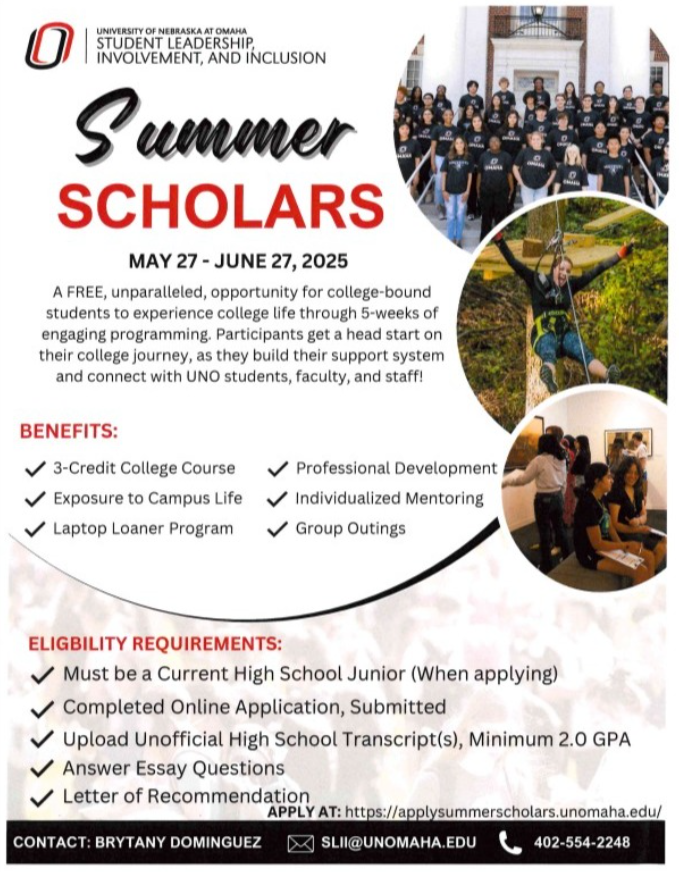 UNIVERSITY OF NEBRASKA AT OMAHA
STUDENT LEADERSHIP,
INVOLVEMENT, AND INCLUSION
Summer
SCHOLARS
MAY 27 - JUNE 27, 2025
A FREE, unparalleled, opportunity for college-bound
students to experience college life through 5-weeks of
engaging programming. Participants get a head start on
their college journey, as they build their support system
and connect with UNO students, faculty, and staff!
BENEFITS:
3-Credit College Course
Exposure to Campus Life
Laptop Loaner Program
Professional Development
Individualized Mentoring
Group Outings
ELIGBILITY REQUIREMENTS:
Must be a Current High School Junior (When applying)
Completed Online Application, Submitted
Upload Unofficial High School Transcript(s), Minimum 2.0 GPA
Answer Essay Questions
Letter of Recommendation
APPLY AT: https://applysummerscholars.unomaha.edu/
CONTACT: BRYTANY DOMINGUEZ SLII@UNOMAHA.EDU 402-554-2248